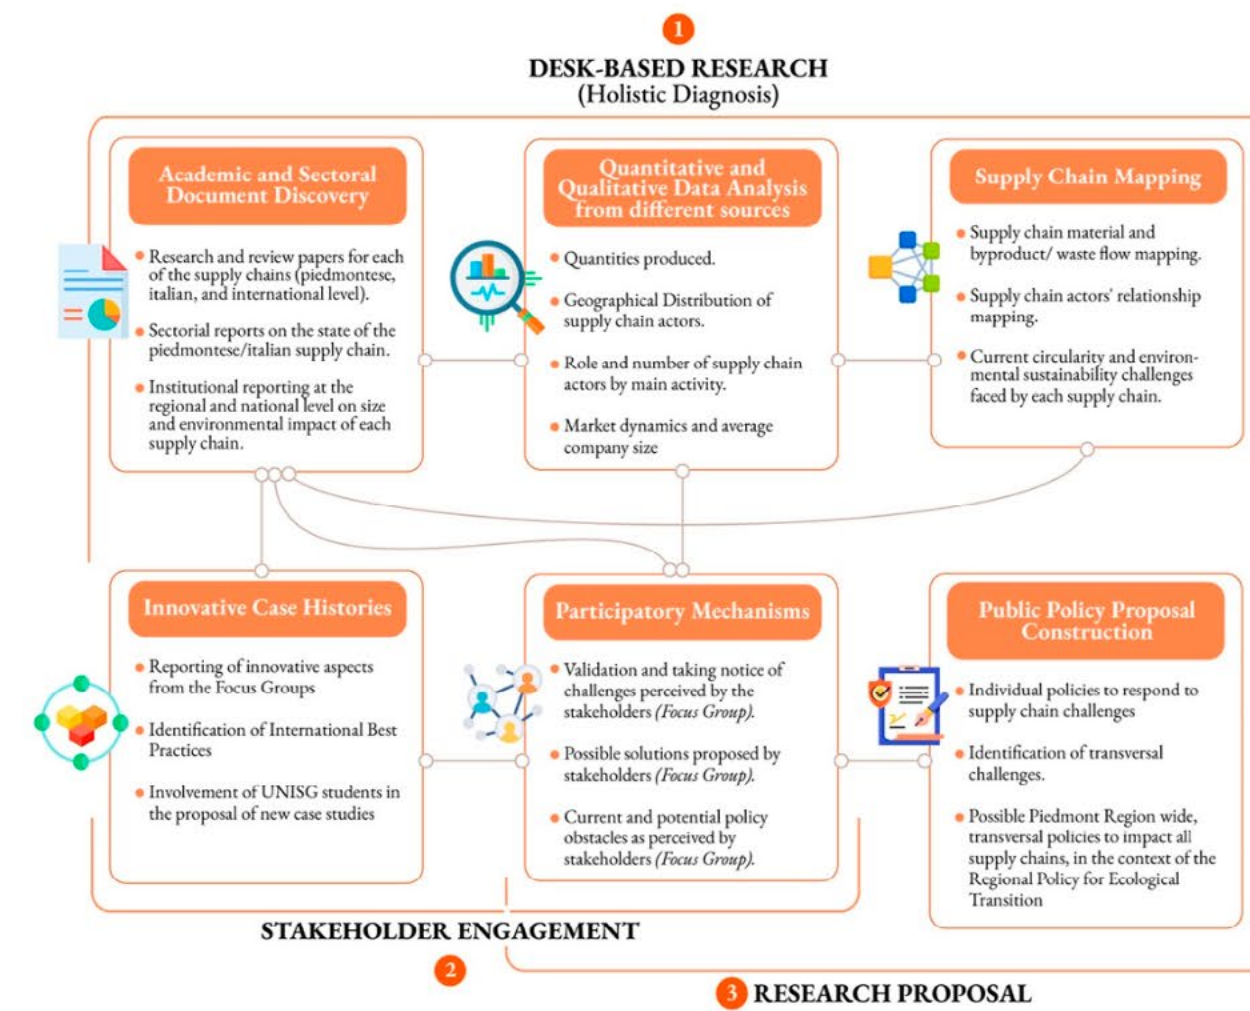 1
DESK-BASED RESEARCH
(Holistic Diagnosis)
Academic and Sectoral
Document Discovery
Research and review papers for each
of the supply chains (piedmontese,
italian, and international level).
Sectorial reports on the state of the
piedmontese/italian supply chain.
Institutional reporting at the
regional and national level on size
and environmental impact of each
supply chain.
Quantitative and
Qualitative Data Analysis
from different sources
Quantities produced.
Geographical Distribution of
supply chain actors.
Role and number of supply chain
actors by main activity.
Market dynamics and average
company size
Supply Chain Mapping
Supply chain material and
byproduct/ waste flow mapping.
Supply chain actors' relationship
mapping.
Current circularity and environ-
mental sustainability challenges
faced by each supply chain.
Innovative Case Histories
Reporting of innovative aspects
from the Focus Groups
Identification of International Best
Practices
Involvement of UNISG students in
the proposal of new case studies
Participatory Mechanisms
Validation and taking notice of
challenges perceived by the
stakeholders (Focus Group).
Possible solutions proposed by
stakeholders (Focus Group).
Current and potential policy
obstacles as perceived by
stakeholders (Focus Group).
Public Policy Proposal
Construction
Individual policies to respond to
supply chain challenges
Identification of transversal
challenges.
Possible Piedmont Region wide,
transversal policies to impact all
supply chains, in the context of the
Regional Policy for Ecological
Transition
STAKEHOLDER ENGAGEMENT
2
3 RESEARCH PROPOSAL